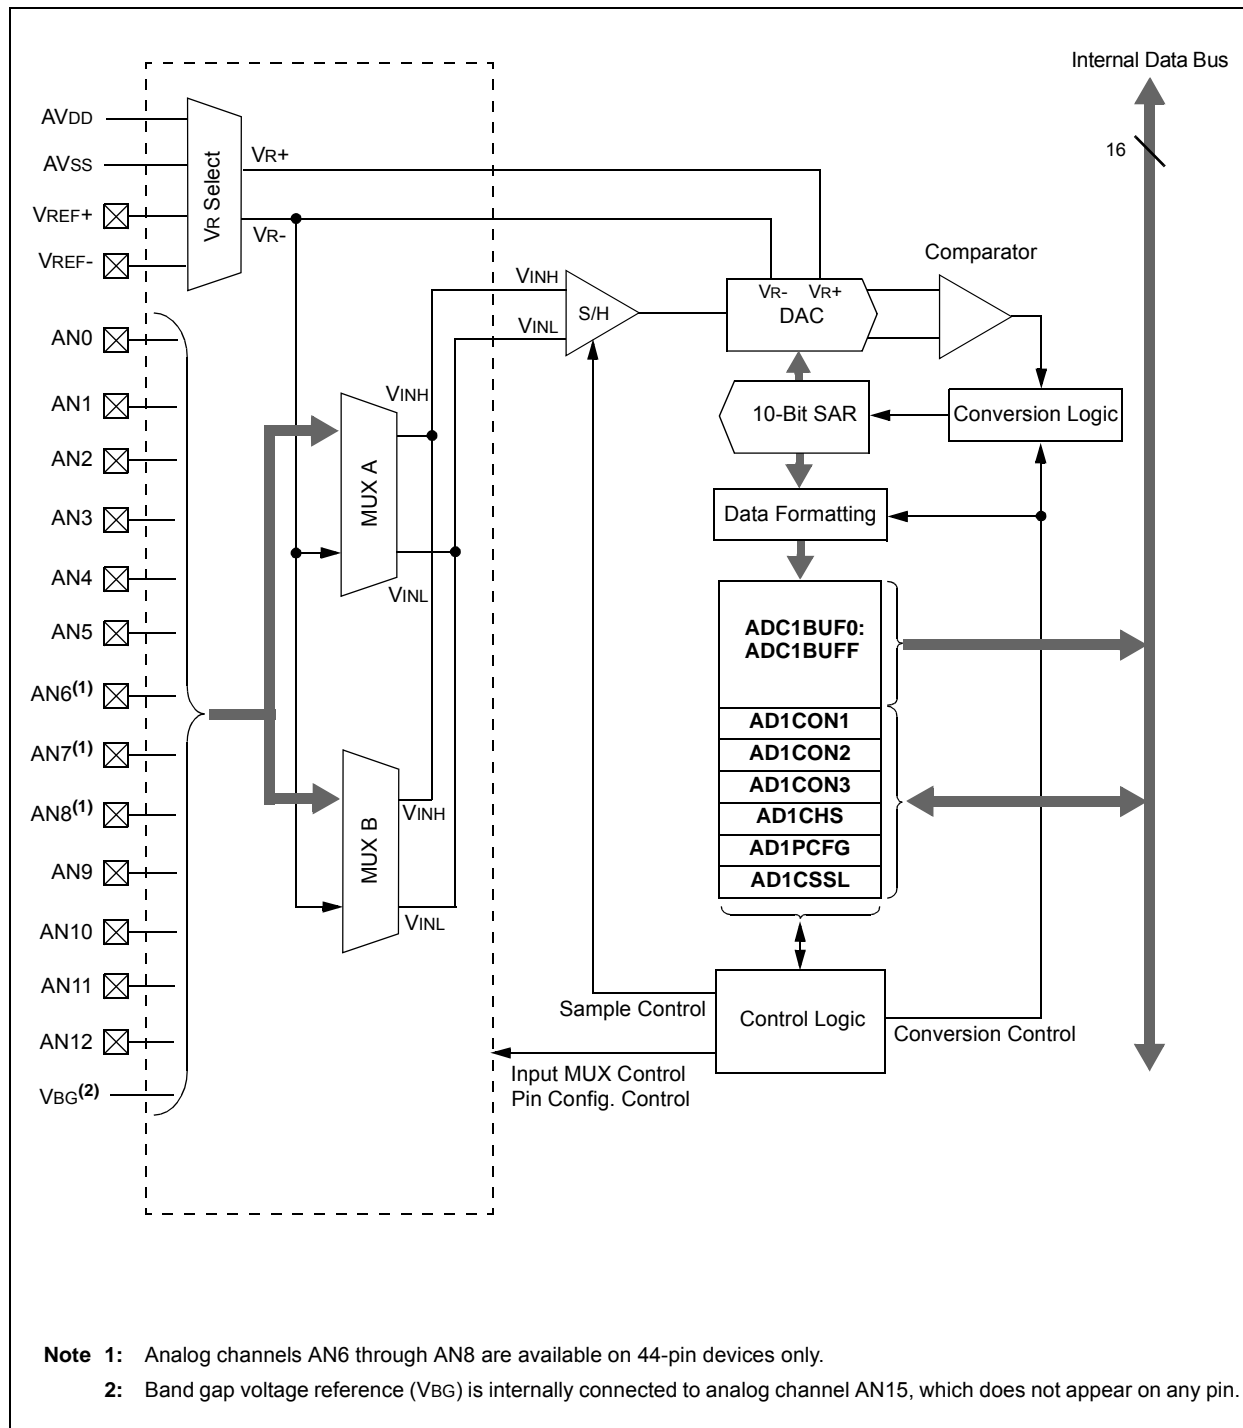 Internal Data Bus
16
AVDD
AVSS
VREF+
VREF-
VR Select
VR+
VR-
AN0
AN1
AN2
AN3
AN4
AN5
AN6(1)
AN7(1)
AN8(1)
AN9
AN10
AN11
AN12
VBG(2)
MUX A
VINH
VINL
MUX B
VINH
VINL
VINH
VINL
S/H
Comparator
VR- VR+
DAC
10-Bit SAR
Conversion Logic
Data Formatting
ADC1BUF0:
ADC1BUFF
AD1CON1
AD1CON2
AD1CON3
AD1CHS
AD1PCFG
AD1CSSL
Sample Control
Control Logic
Conversion Control
Input MUX Control
Pin Config. Control
Note 1: Analog channels AN6 through AN8 are available on 44-pin devices only.
2: Band gap voltage reference (VBG) is internally connected to analog channel AN15, which does not appear on any pin.